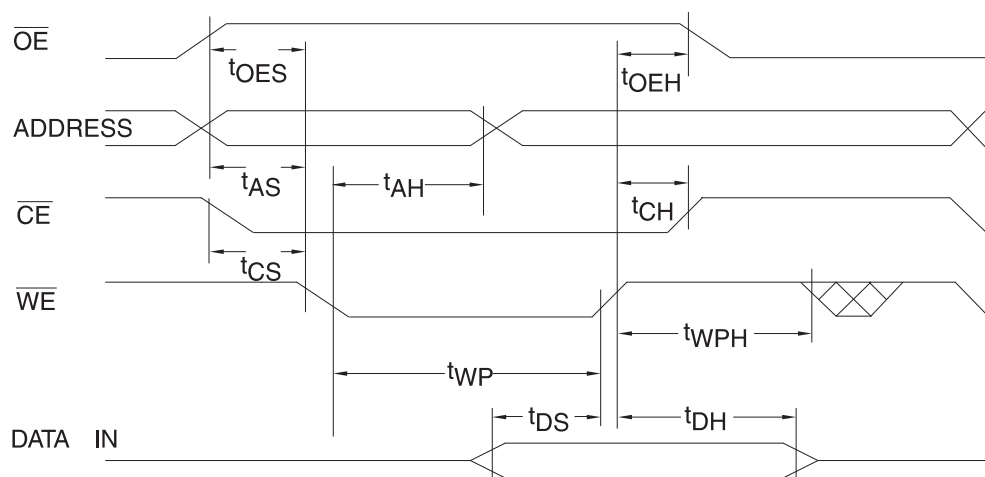 OE
tOES
tOEH
ADDRESS
tAS
tAH
tCH
CE
tCS
WE
tWPH
tWP
tDS
tDH
DATA IN